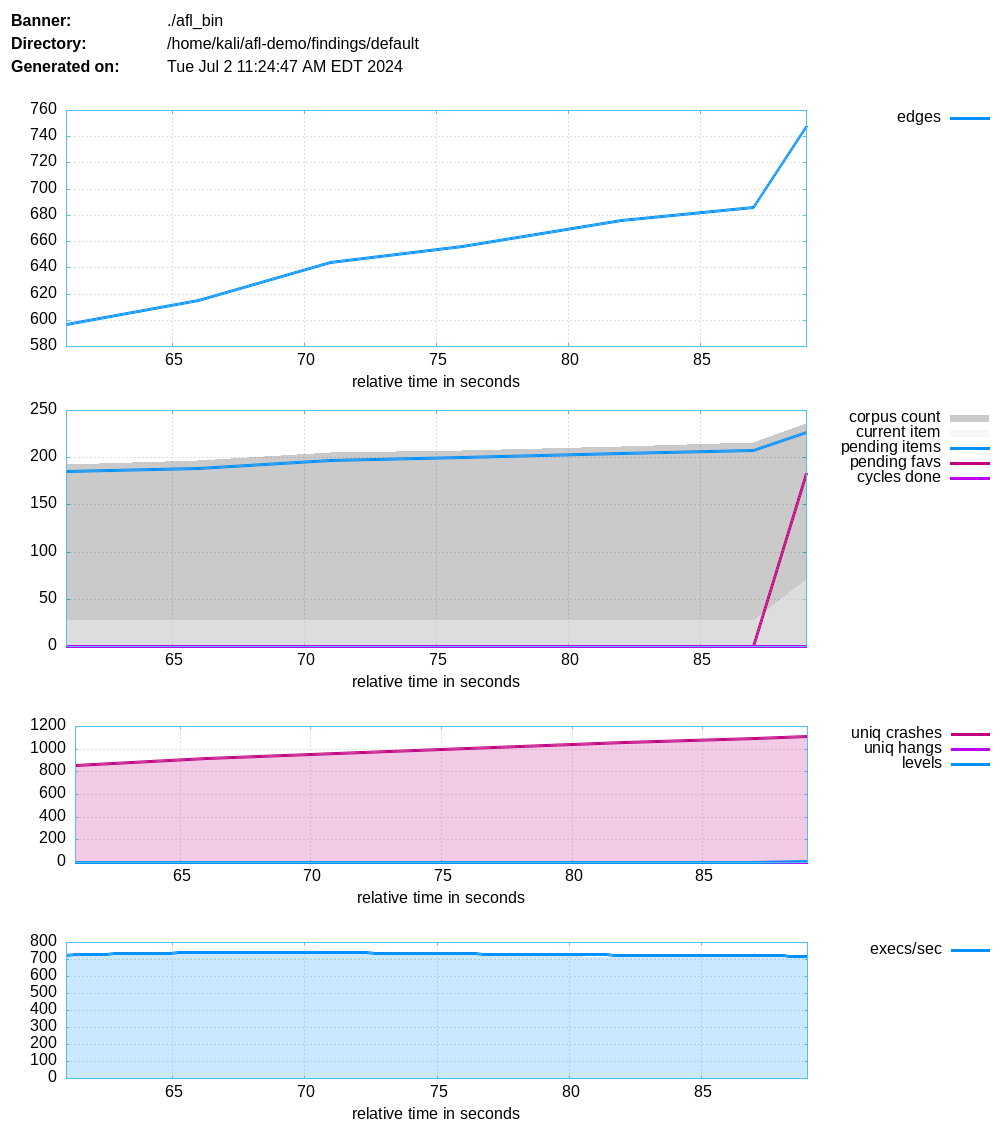 Banner: ./afl_bin
Directory: /home/kali/afl-demo/findings/default
Generated on: Tue Jul 2 11:24:47 AM EDT 2024
760
740
720
700
680
660
640
620
600
580
65 70 75 80 85
relative time in seconds
edges
250
200
150
100
50
0
65 70 75 80 85
relative time in seconds
corpus count
current item
pending items
pending favs
cycles done
1200
1000
800
600
400
200
0
65 70 75 80 85
relative time in seconds
uniq crashes
uniq hangs
levels
800
700
600
500
400
300
200
100
0
65 70 75 80 85
relative time in seconds
execs/sec